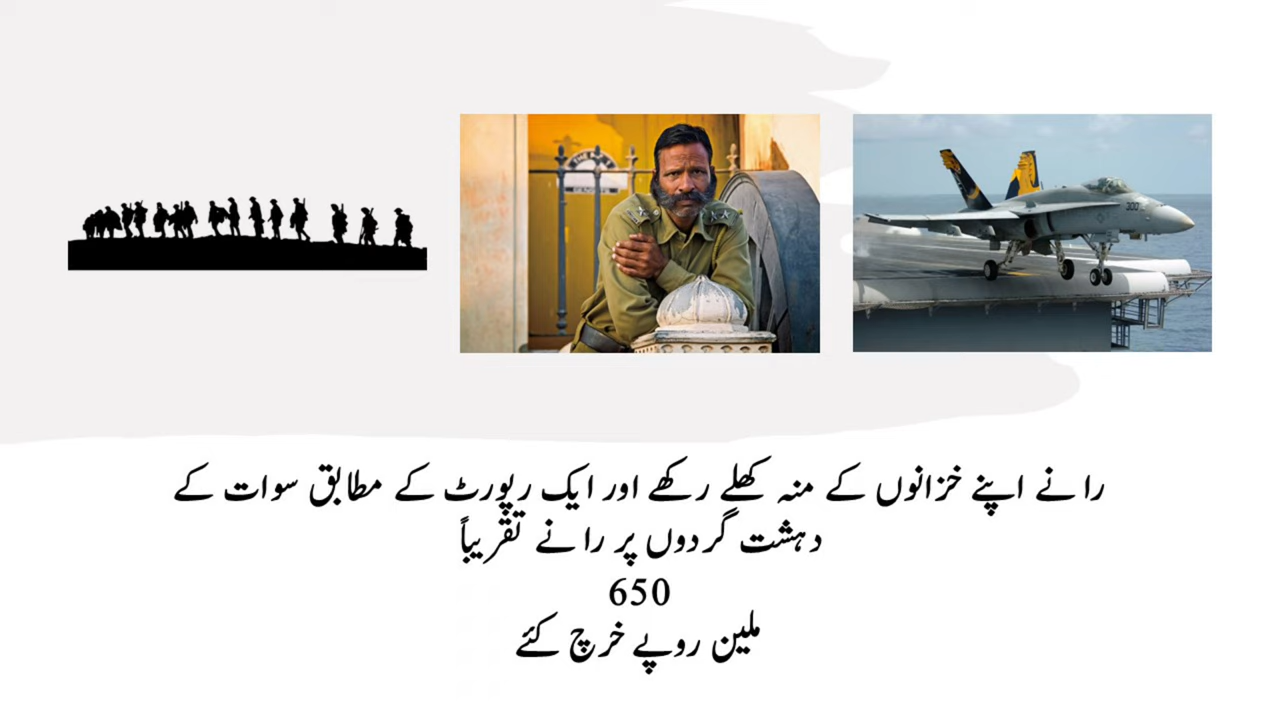 را نے اپنے خزانوں کے منہ کھلے رکھے اور ایک رپورٹ کے مطابق سوات کے
دہشت گردوں پر را نے تقریباً
650
ملین روپے خرچ کئے
300